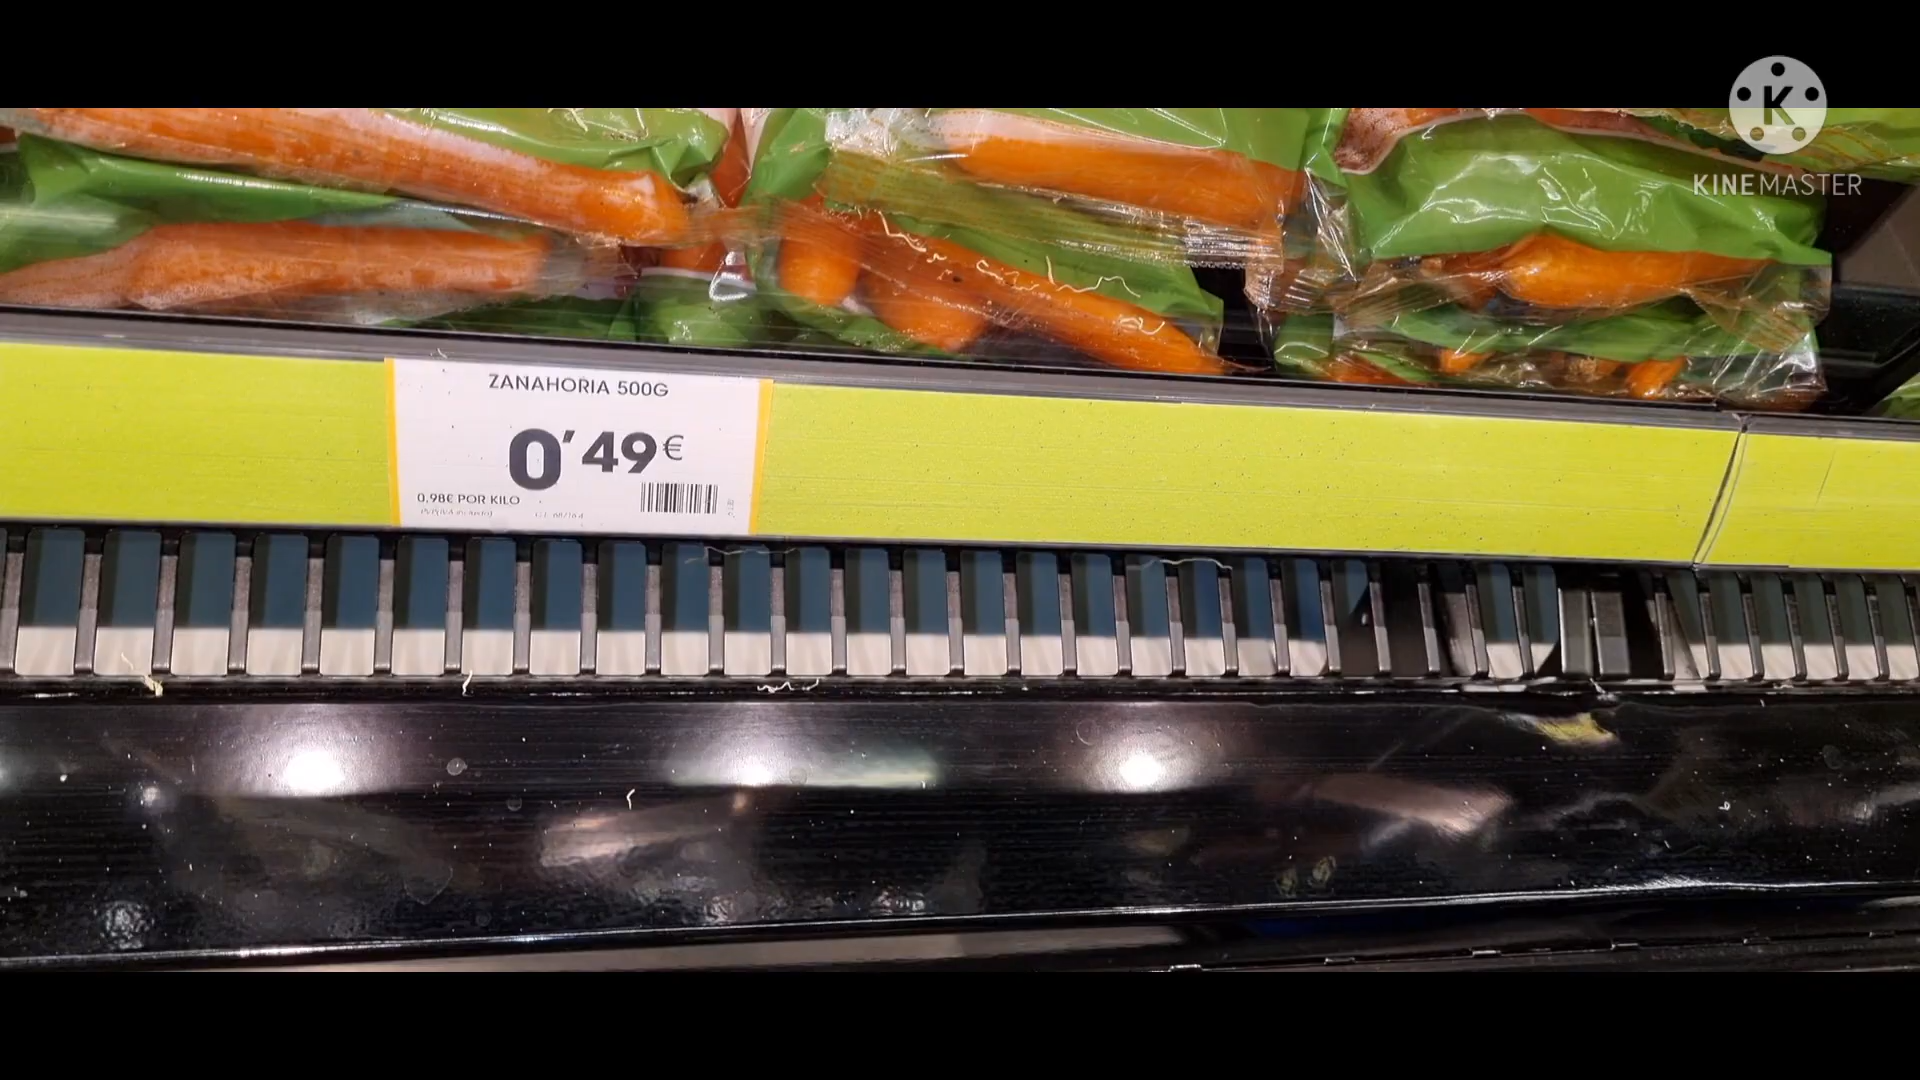 K
KINEMASTER
ZANAHORIA 500G
0'49€
0.98€ POR KILO